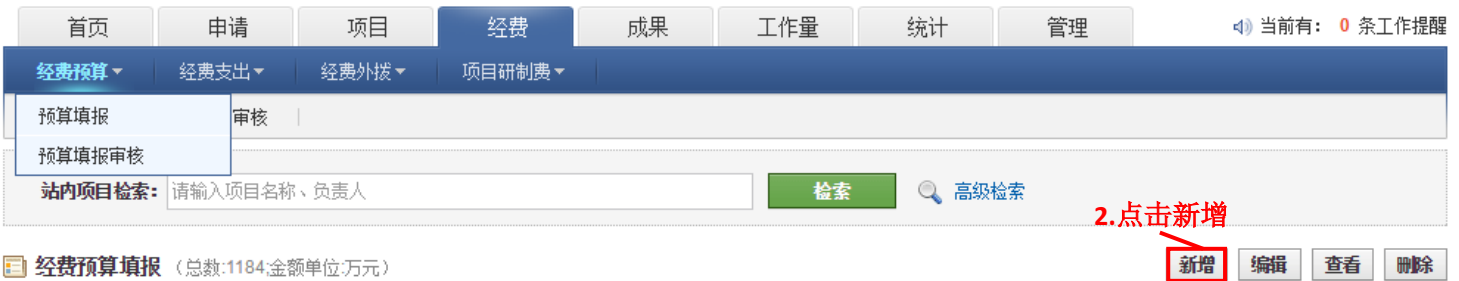 首页 申请 项目 经费 成果 工作量 统计 管理 当前有： 0 条工作提醒
经费预算 经费支出 经费外拨 项目研制费
预算填报 审核
预算填报审核
站内项目检索： 请输入项目名称、负责人 检索 高级检索
2.点击新增
经费预算填报 （总数:1184;金额单位:万元） 新增 编辑 查看 删除